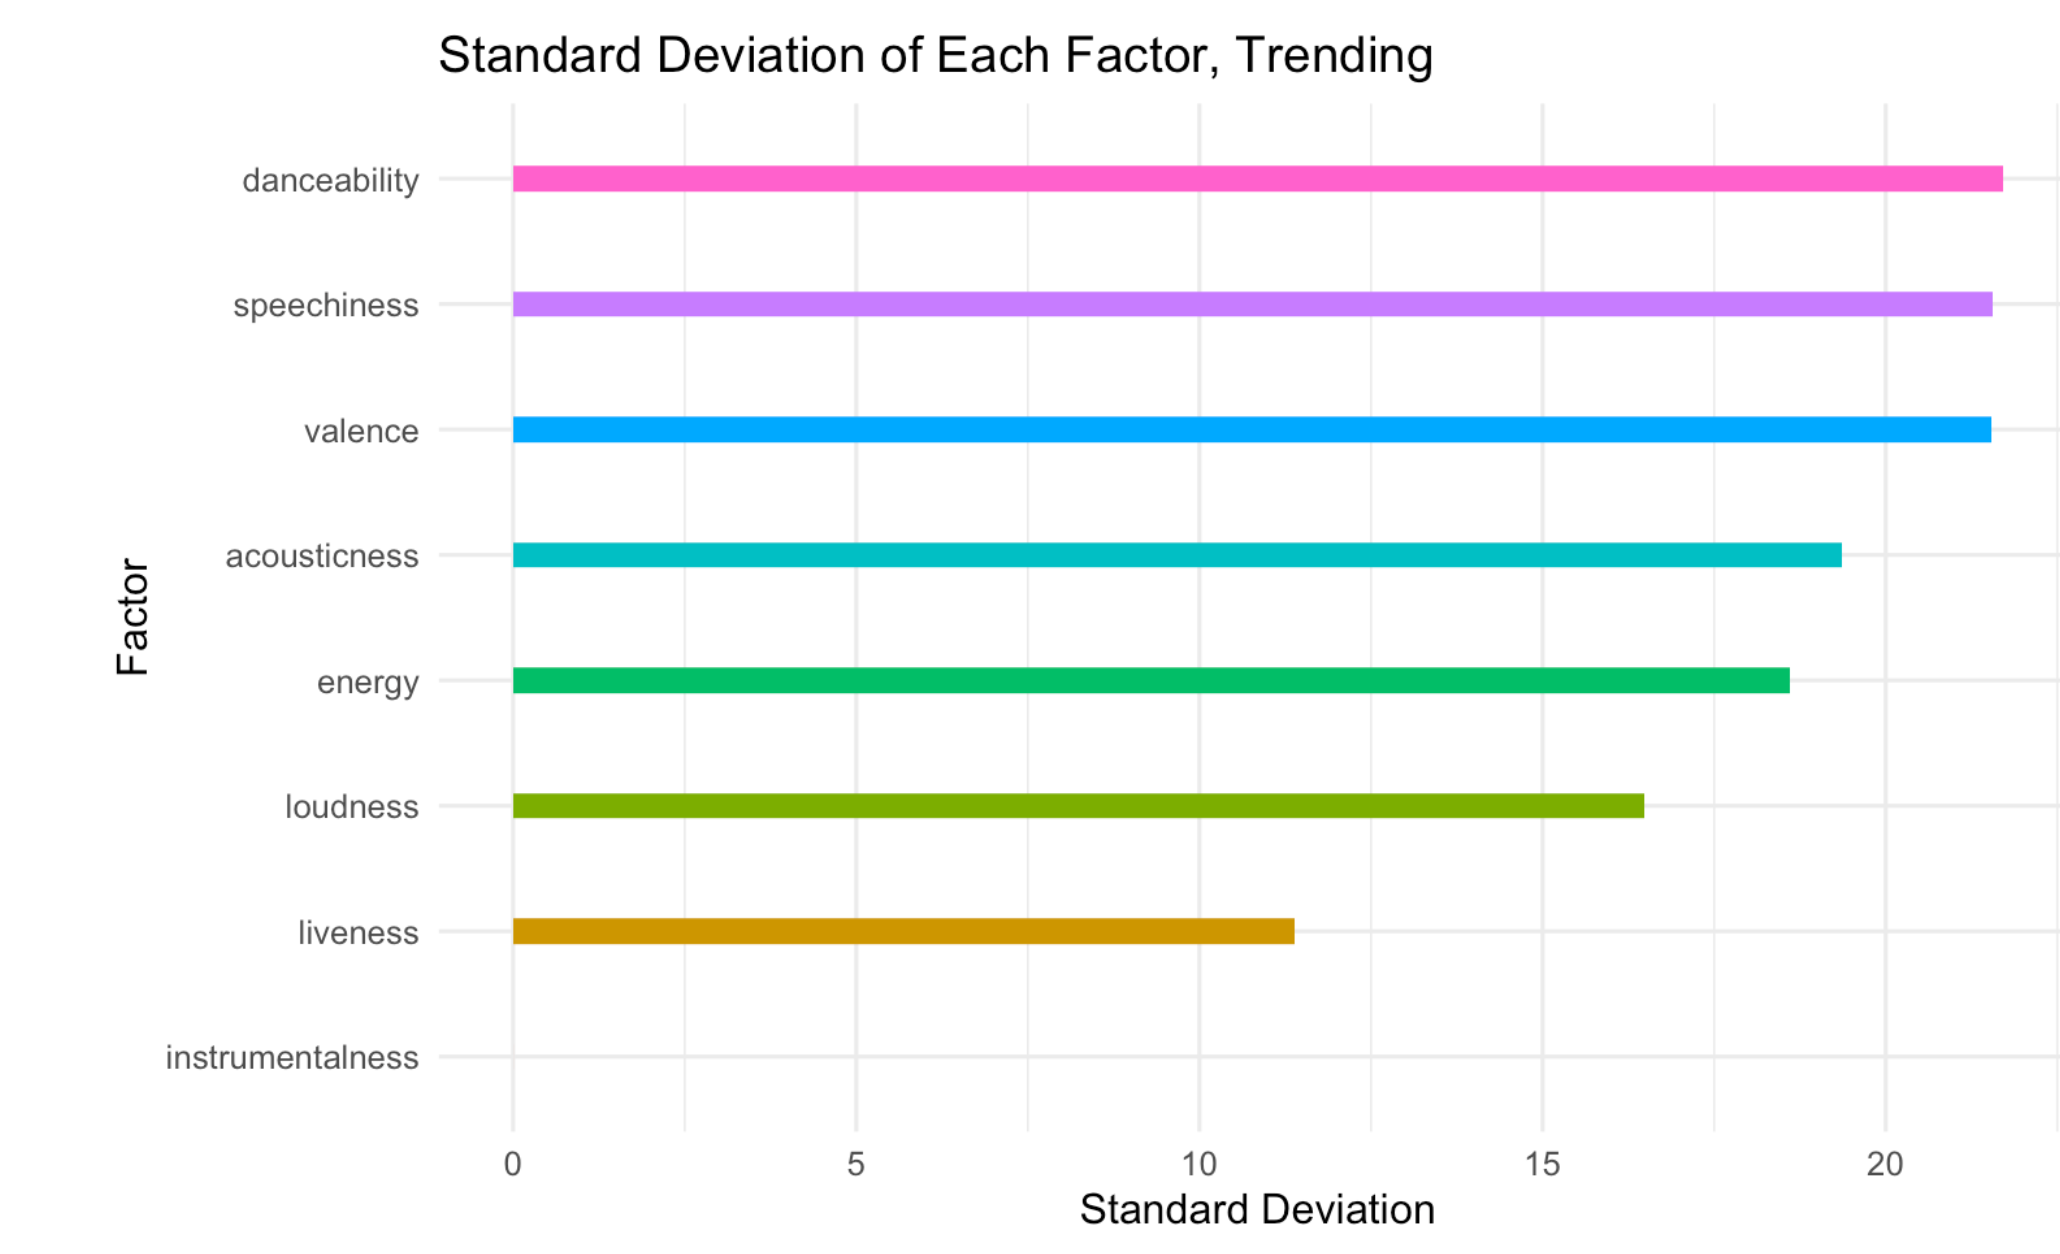 Standard Deviation of Each Factor, Trending
danceability
speechiness
valence
acousticness
energy
loudness
liveness
instrumentalness
Factor
0 5 10 15 20
Standard Deviation